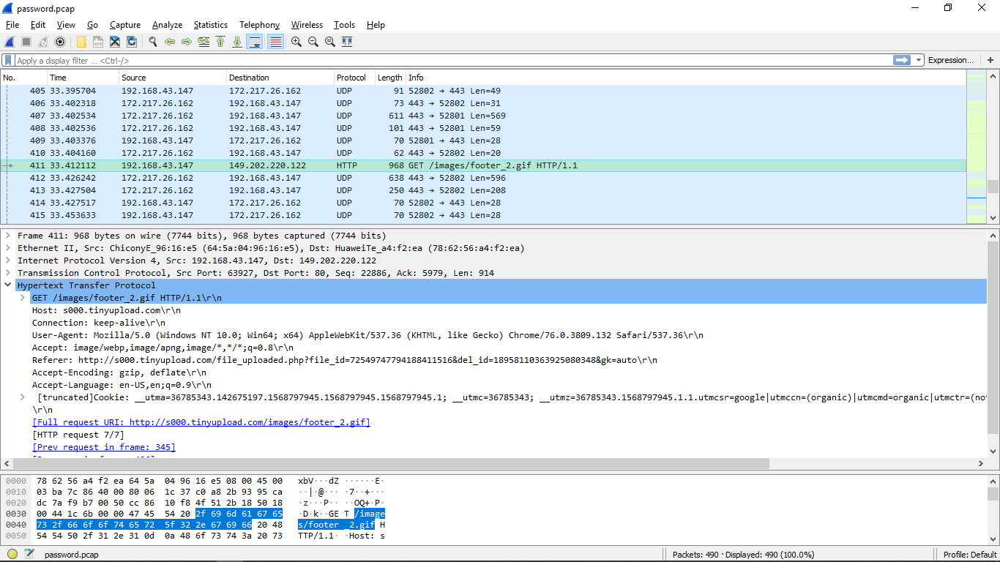 password.pcap
File Edit View Go Capture Analyze Statistics Telephony Wireless Tools Help
Apply a display filter ... <Ctrl-/> Expression... +
No. Time Source Destination Protocol Length Info
405 33.395704 192.168.43.147 172.217.26.162 UDP 91 52802 → 443 Len=49
406 33.402318 172.217.26.162 192.168.43.147 UDP 73 443 → 52802 Len=31
407 33.402534 172.217.26.162 192.168.43.147 UDP 611 443 → 52801 Len=569
408 33.402536 172.217.26.162 192.168.43.147 UDP 101 443 → 52801 Len=59
409 33.403376 192.168.43.147 172.217.26.162 UDP 70 52801 → 443 Len=28
410 33.404160 172.217.26.162 192.168.43.147 UDP 62 443 → 52802 Len=20
411 33.412112 192.168.43.147 149.202.220.122 HTTP 968 GET /images/footer_2.gif HTTP/1.1
412 33.426242 172.217.26.162 192.168.43.147 UDP 638 443 → 52802 Len=596
413 33.427504 172.217.26.162 192.168.43.147 UDP 250 443 → 52802 Len=208
414 33.427517 192.168.43.147 172.217.26.162 UDP 70 52802 → 443 Len=28
415 33.453633 192.168.43.147 172.217.26.162 UDP 70 52802 → 443 Len=28
Frame 411: 968 bytes on wire (7744 bits), 968 bytes captured (7744 bits)
Ethernet II, Src: ChiconyE_96:16:e5 (64:5a:04:96:16:e5), Dst: HuaweiTe_a4:f2:ea (78:62:56:a4:f2:ea)
Internet Protocol Version 4, Src: 192.168.43.147, Dst: 149.202.220.122
Transmission Control Protocol, Src Port: 63927, Dst Port: 80, Seq: 22886, Ack: 5979, Len: 914
Hypertext Transfer Protocol
GET /images/footer_2.gif HTTP/1.1\r\n
Host: s000.tinyupload.com\r\n
Connection: keep-alive\r\n
User-Agent: Mozilla/5.0 (Windows NT 10.0; Win64; x64) AppleWebKit/537.36 (KHTML, like Gecko) Chrome/76.0.3809.132 Safari/537.36\r\n
Accept: image/webp,image/apng,image/*,*/*;q=0.8\r\n
Referer: http://s000.tinyupload.com/file_uploaded.php?file_id=72549747794188411516&del_id=18958110363925080348&gk=auto\r\n
Accept-Encoding: gzip, deflate\r\n
Accept-Language: en-US,en;q=0.9\r\n
[truncated]Cookie: __utma=36785343.142675197.1568797945.1568797945.1568797945.1; __utmc=36785343; __utmz=36785343.1568797945.1.1.utmcsr=google|utmccn=(organic)|utmcmd=organic|utmctr=(no
\r\n
[Full request URI: http://s000.tinyupload.com/images/footer_2.gif]
[HTTP request 7/7]
[Prev request in frame: 345]
0000 78 62 56 a4 f2 ea 64 5a 04 96 16 e5 08 00 45 00 xbV···dZ ······E·
0010 03 ba 7c 86 40 00 80 06 1c 37 c0 a8 2b 93 95 ca ··|·@··· ·7··+···
0020 dc 7a f9 b7 00 50 cc 86 10 f8 4f 51 2b 18 50 18 ·z···P·· ··OQ+·P·
0030 00 44 1c 6b 00 00 47 45 54 20 2f 69 6d 61 67 65 ·D·k··GE T /image
0040 73 2f 66 6f 6f 74 65 72 5f 32 2e 67 69 66 20 48 s/footer _2.gif H
0050 54 54 50 2f 31 2e 31 0d 0a 48 6f 73 74 3a 20 73 TTP/1.1· ·Host: s
password.pcap Packets: 490 · Displayed: 490 (100.0%) Profile: Default